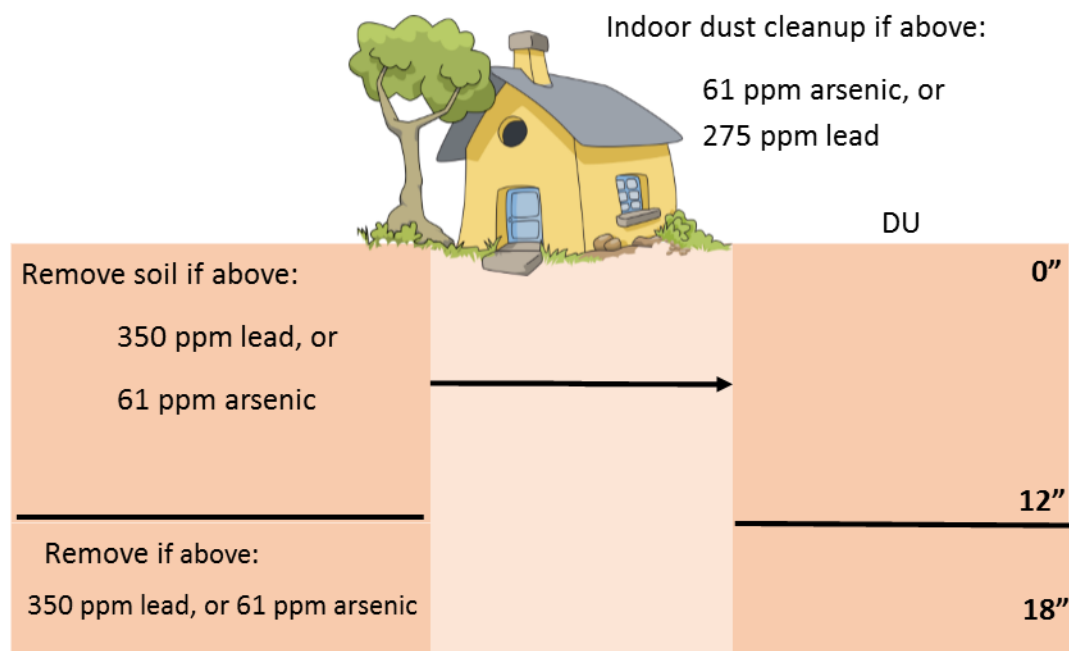 Indoor dust cleanup if above:
61 ppm arsenic, or
275 ppm lead
DU
Remove soil if above:
350 ppm lead, or
61 ppm arsenic
0”
12”
Remove if above:
350 ppm lead, or 61 ppm arsenic
18”